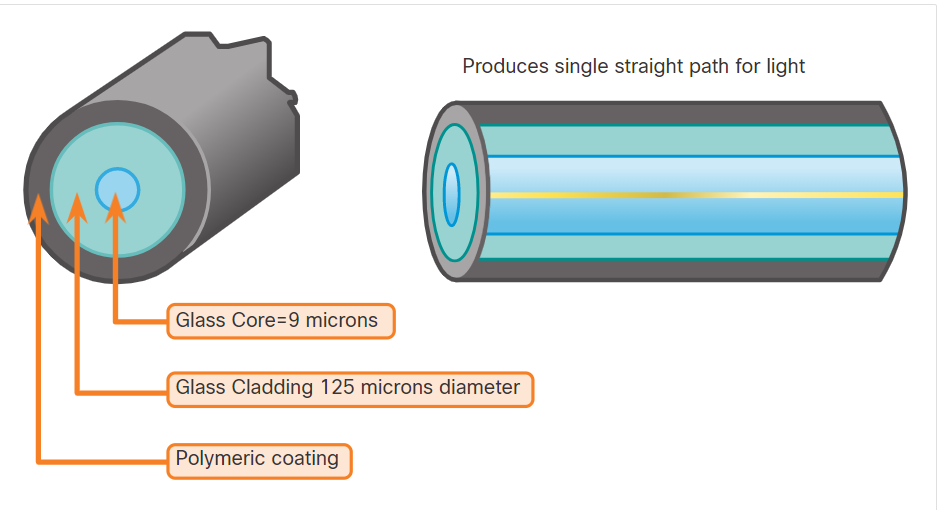 Produces single straight path for light
Glass Core=9 microns
Glass Cladding 125 microns diameter
Polymeric coating